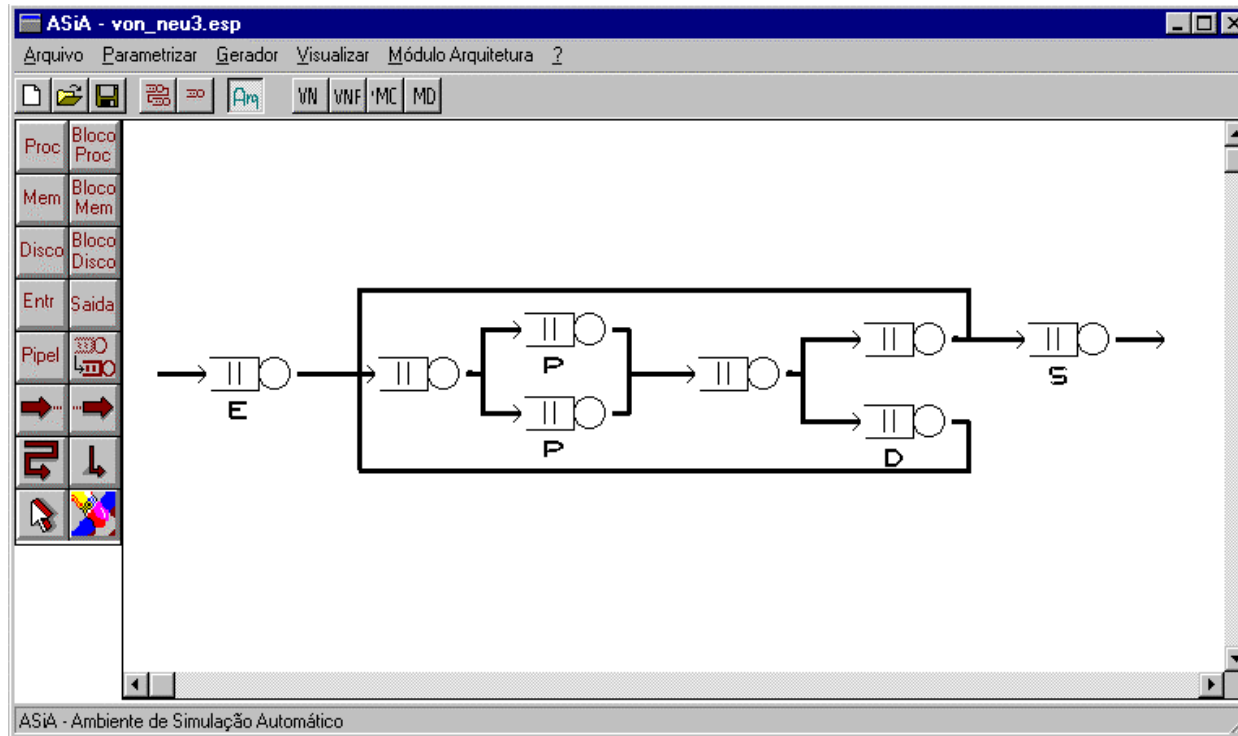 ASiA - von_neu3.esp
Arquivo Parametrizar Gerador Visualizar Módulo Arquitetura ?
Arq VN VNF MC MD
Proc Bloco Proc
Mem Bloco Mem
Disco Bloco Disco
Entr Saida
Pipel
E
P
P
D
S
ASiA - Ambiente de Simulação Automático